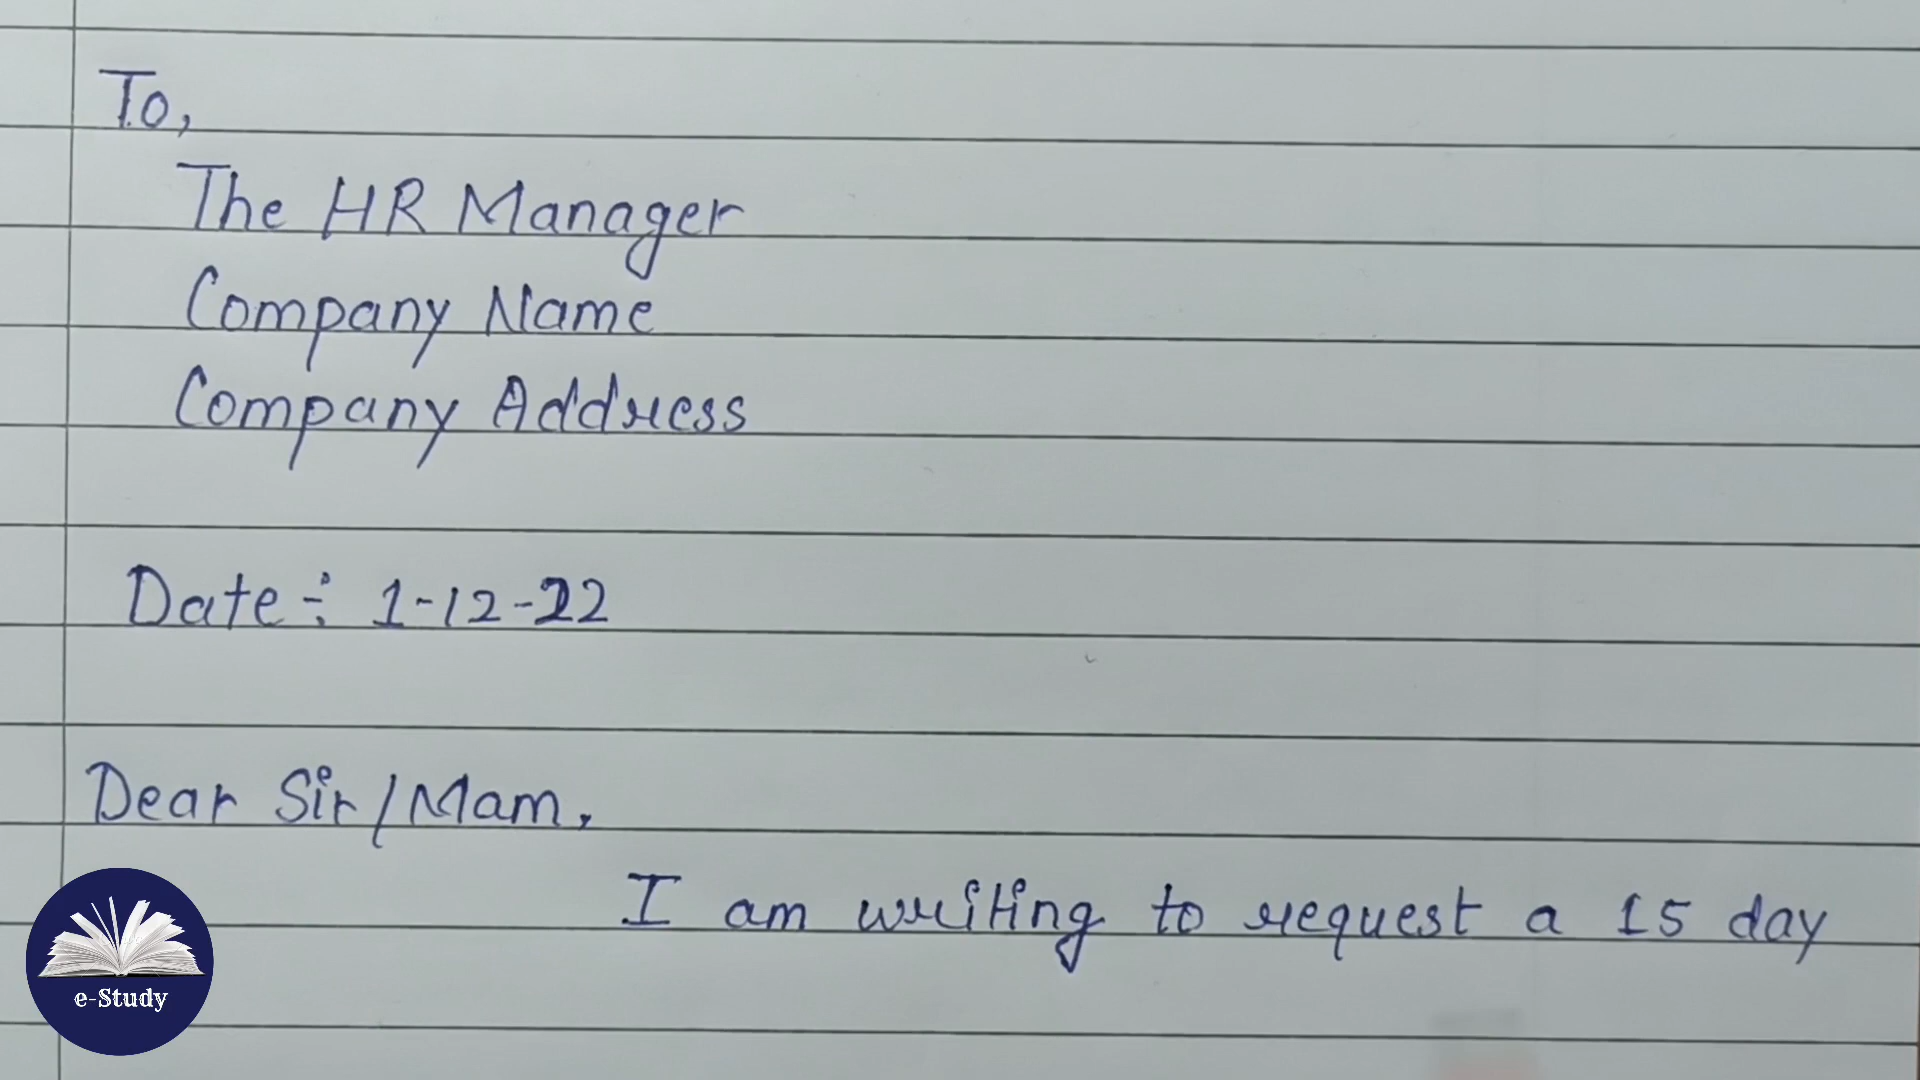 To,
The HR Manager
Company Name
Company Address
Date :- 1-12-22
Dear Sir/Mam,
I am writing to request a 15 day
e-Study